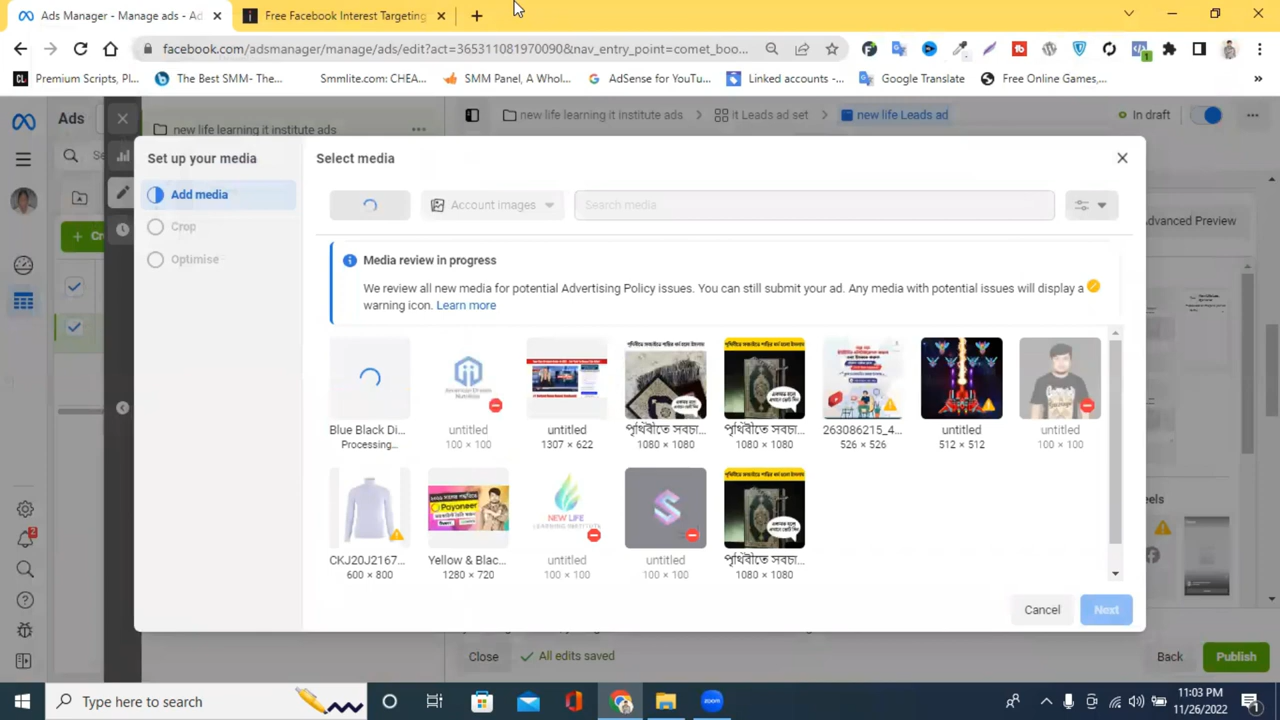 Ads Manager - Manage ads - Ad
Free Facebook Interest Targeting
facebook.com/adsmanager/manage/ads/edit?act=365311081970090&nav_entry_point=comet_boo...
Premium Scripts, Pl...
The Best SMM- The...
Smmlite.com: CHEA...
SMM Panel, A Whol...
AdSense for YouTu...
Linked accounts -...
Google Translate
Free Online Games,...
Ads
new life learning it institute ads
new life learning it institute ads
it Leads ad set
new life Leads ad
In draft
Set up your media
Select media
Add media
Account images
Search media
Advanced Preview
Crop
Optimise
Media review in progress
We review all new media for potential Advertising Policy issues. You can still submit your ad. Any media with potential issues will display a
warning icon. Learn more
Blue Black Di...
Processing...
untitled
100 × 100
untitled
1307 × 622
পৃথিবীতে সবচা...
1080 × 1080
পৃথিবীতে সবচা...
1080 × 1080
263086215_4...
526 × 526
untitled
512 × 512
untitled
100 × 100
Payoneer
NEW LIFE
CKJ20J2167...
600 × 800
Yellow & Blac...
1280 × 720
untitled
100 × 100
untitled
100 × 100
পৃথিবীতে সবচা...
1080 × 1080
Cancel
Next
Close
All edits saved
Back
Publish
Type here to search
11:03 PM
11/26/2022